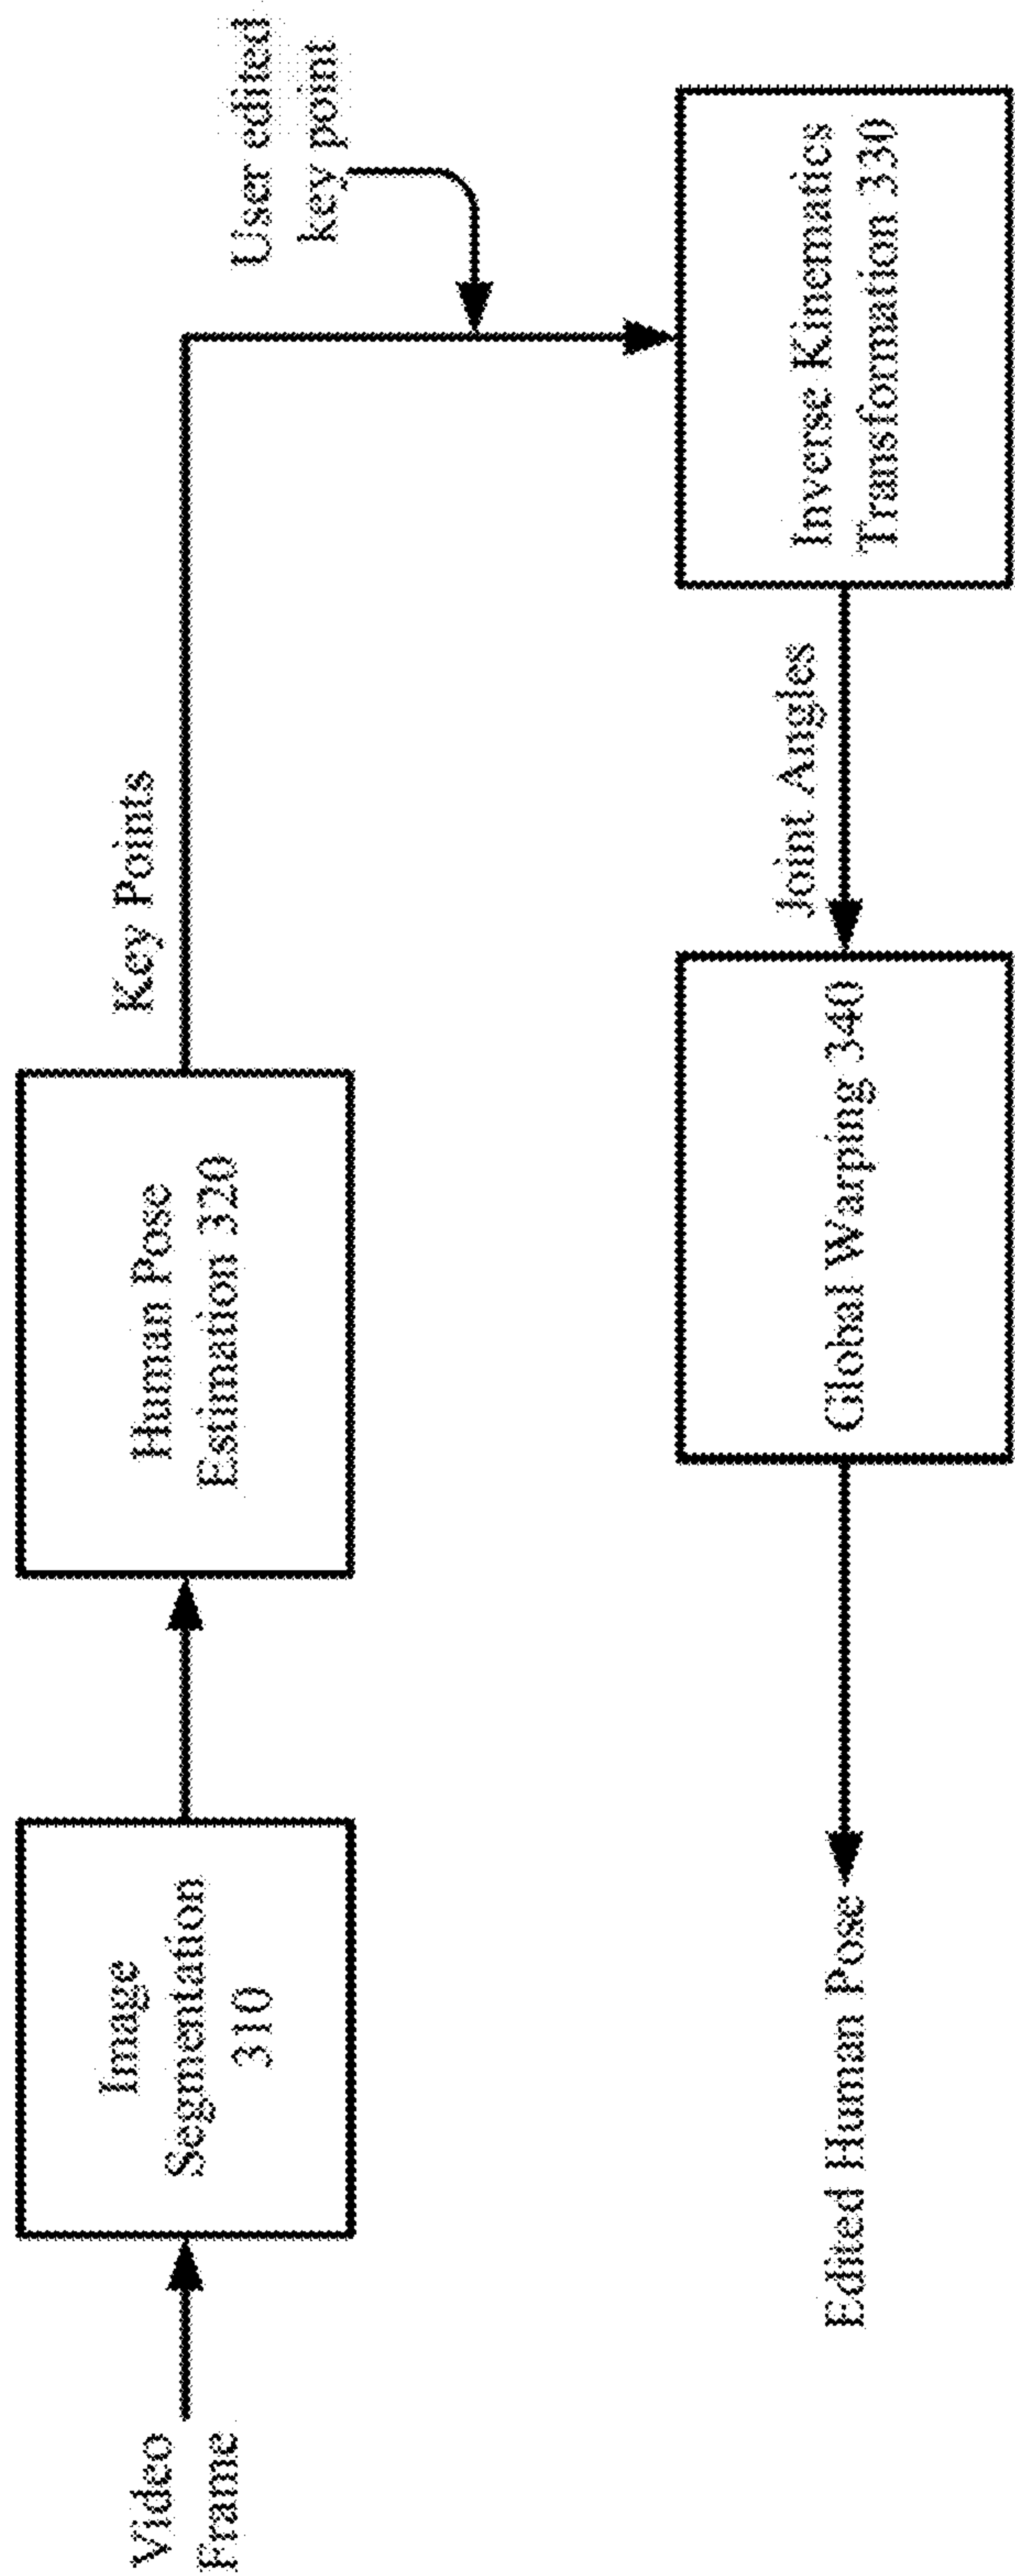 Video
Frame
Image
Segmentation
310
Human Pose
Estimation 320
Key Points
User edited
key point
Inverse Kinematics
Transformation 330
Joint Angles
Global Warping 340
Edited Human Pose